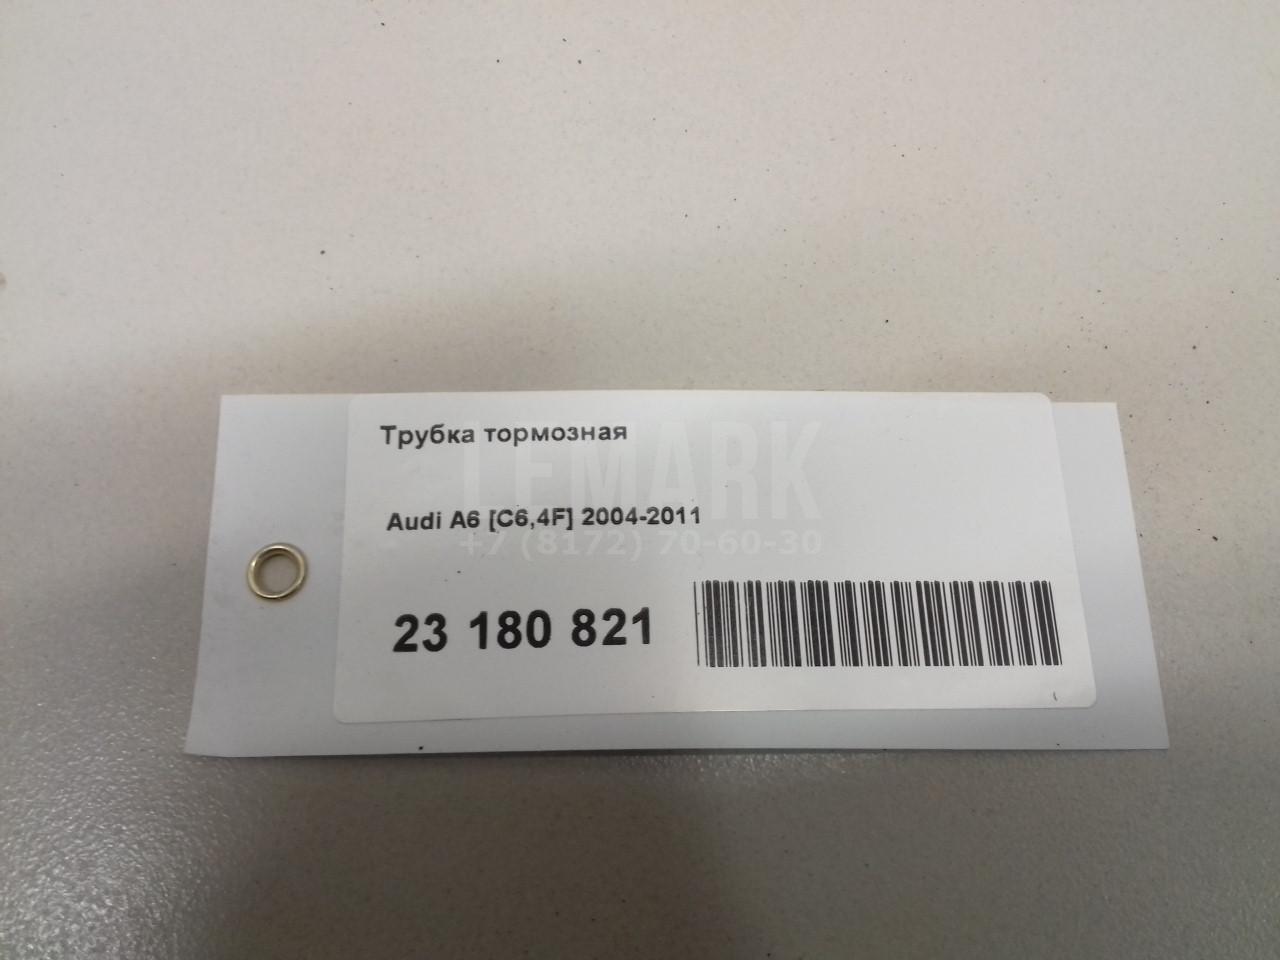 Трубка тормозная
LEMARK
Audi A6 [C6,4F] 2004-2011
+7 (8172) 70-60-30
23 180 821